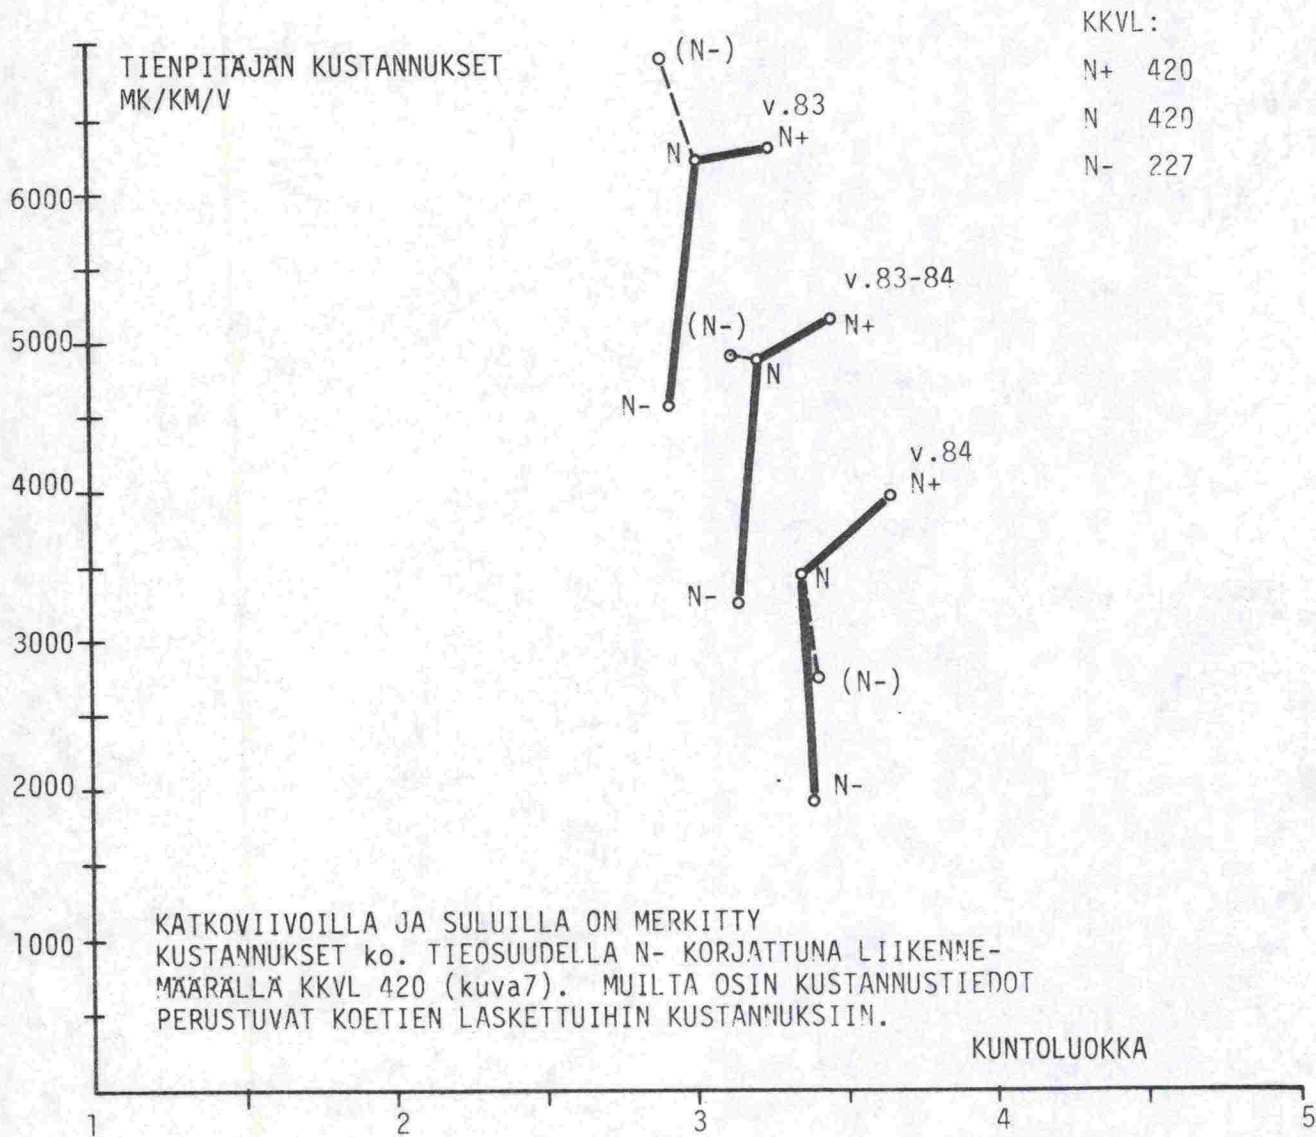 KKVL:
N+ 420
N 420
N- 227
TIENPITÄJÄN KUSTANNUKSET
MK/KM/V
(N-)
v.83
N+
N
6000
v.83-84
(N-)
N+
5000
N
N-
v.84
N+
4000
N
N-
3000
(N-)
N-
2000
KATKOVIIVOILLA JA SULUILLA ON MERKITTY
KUSTANNUKSET ko. TIEOSUUDELLA N- KORJATTUNA LIIKENNE-
MÄÄRÄLLÄ KKVL 420 (kuva7). MUILTA OSIN KUSTANNUSTIEDOT
PERUSTUVAT KOETIEN LASKETTUIHIN KUSTANNUKSIIN.
1000
KUNTOLUOKKA
1 2 3 4 5